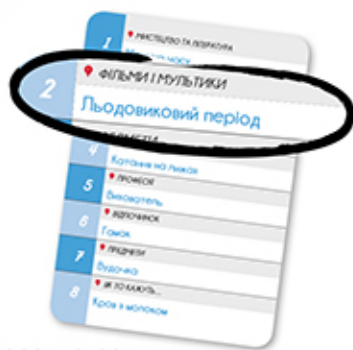 1 МИСТЕЦТВО ТА ЛІТЕРАТУРА
2 ФІЛЬМИ І МУЛЬТИКИ
Льодовиковий період
4
Катання на лижах
5 ПРОФЕСІЇ
Вихователь
6 ВІДПОЧИНОК
Гамак
7 ПРЕДМЕТИ
Вудочка
8 ЯК ТО КАЖУТЬ...
Кров з молоком